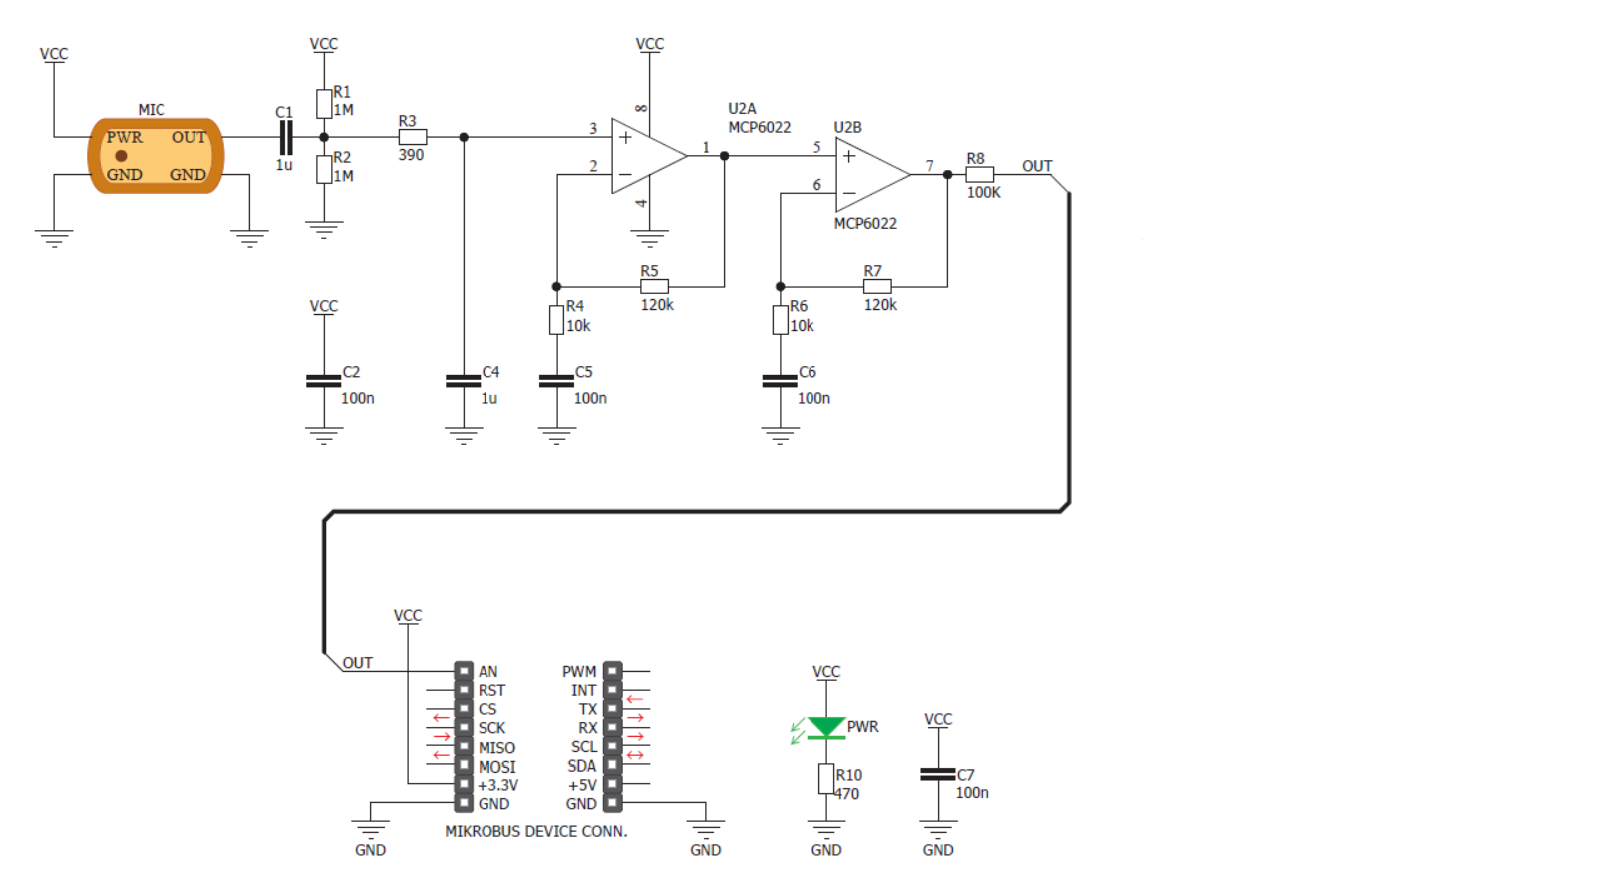 VCC
VCC
VCC
MIC
PWR OUT
GND GND
C1
1u
R1
1M
R2
1M
R3
390
8
3
2
4
1
U2A
MCP6022
U2B
5
6
7
MCP6022
R8
100K
OUT
R5
120k
R7
120k
R4
10k
R6
10k
VCC
C2
100n
C4
1u
C5
100n
C6
100n
VCC
OUT
AN
RST
CS
SCK
MISO
MOSI
+3.3V
GND
PWM
INT
TX
RX
SCL
SDA
+5V
GND
MIKROBUS DEVICE CONN.
GND
GND
VCC
PWR
R10
470
GND
VCC
C7
100n
GND